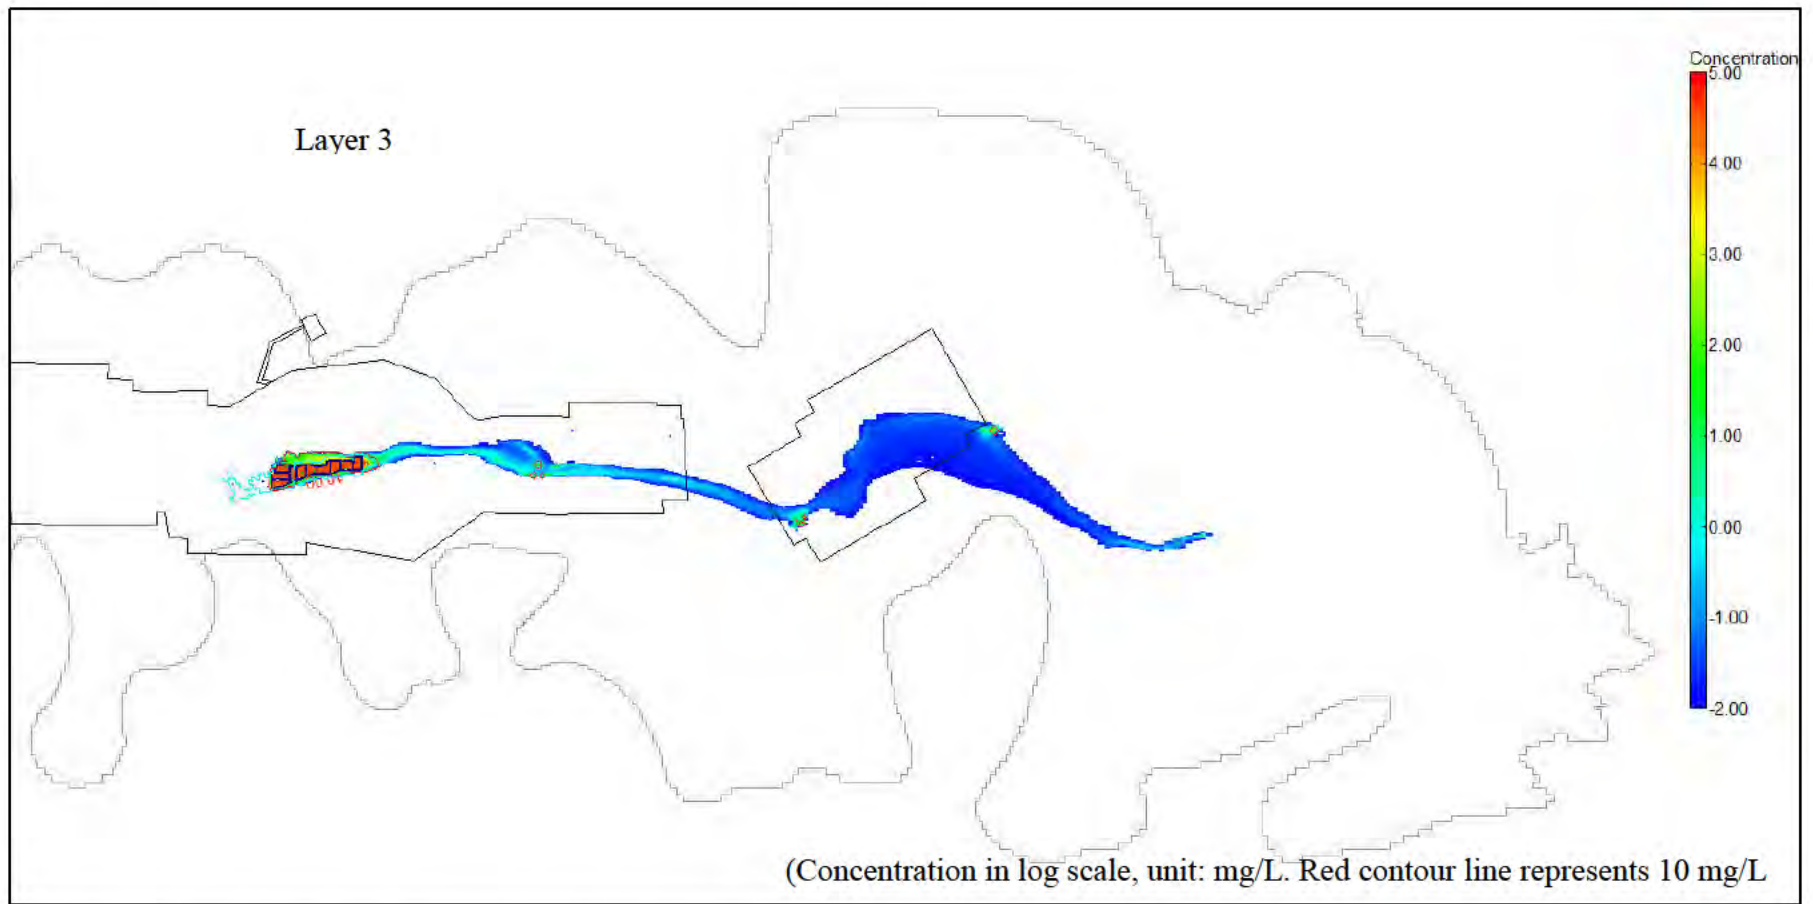 Concentration
5.00
Layer 3
4.00
3.00
2.00
1.00
0.00
-1.00
-2.00
(Concentration in log scale, unit: mg/L. Red contour line represents 10 mg/L